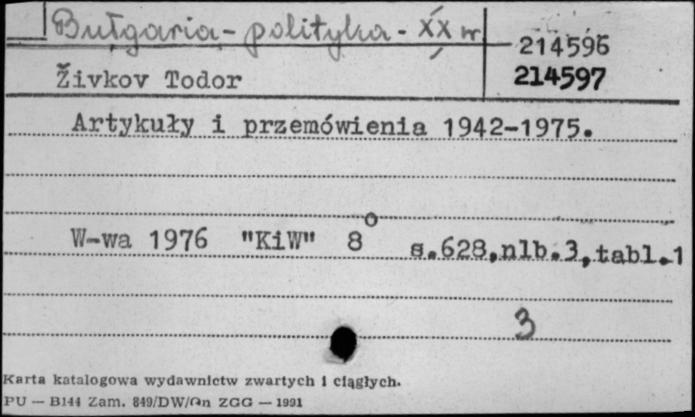 Bułgaria - polityka - XX w
214596
Živkov Todor
214597
Artykuły i przemówienia 1942-1975.
W-wa 1976 "KiW" 8° s.628,nlb.3,tabl.1
3
Karta katalogowa wydawnictw zwartych i ciągłych.
PU — B144 Zam. 849/DW/On ZGG — 1991